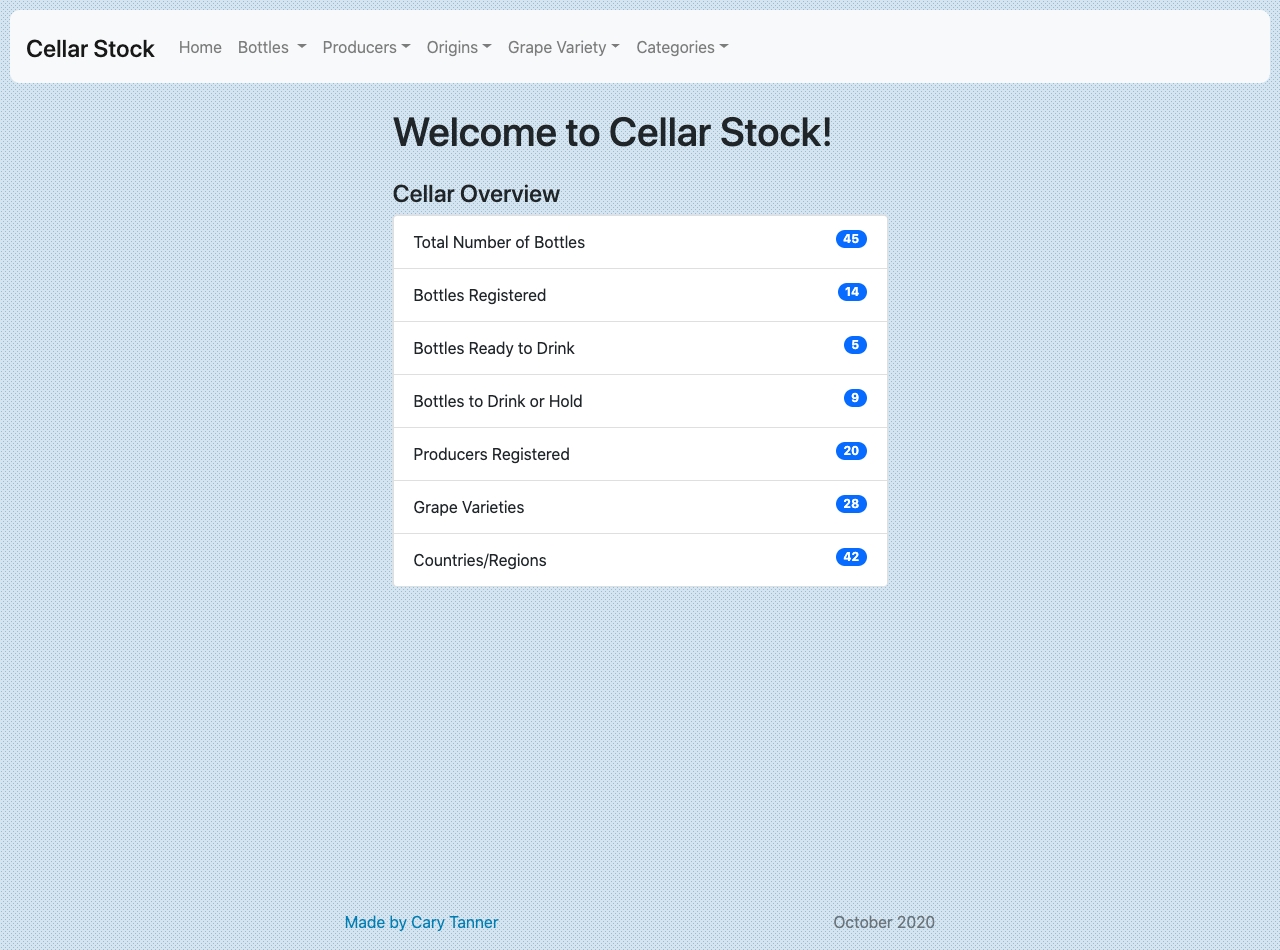 Cellar Stock Home Bottles Producers Origins Grape Variety Categories
Welcome to Cellar Stock!
Cellar Overview
Total Number of Bottles 45
Bottles Registered 14
Bottles Ready to Drink 5
Bottles to Drink or Hold 9
Producers Registered 20
Grape Varieties 28
Countries/Regions 42
Made by Cary Tanner October 2020